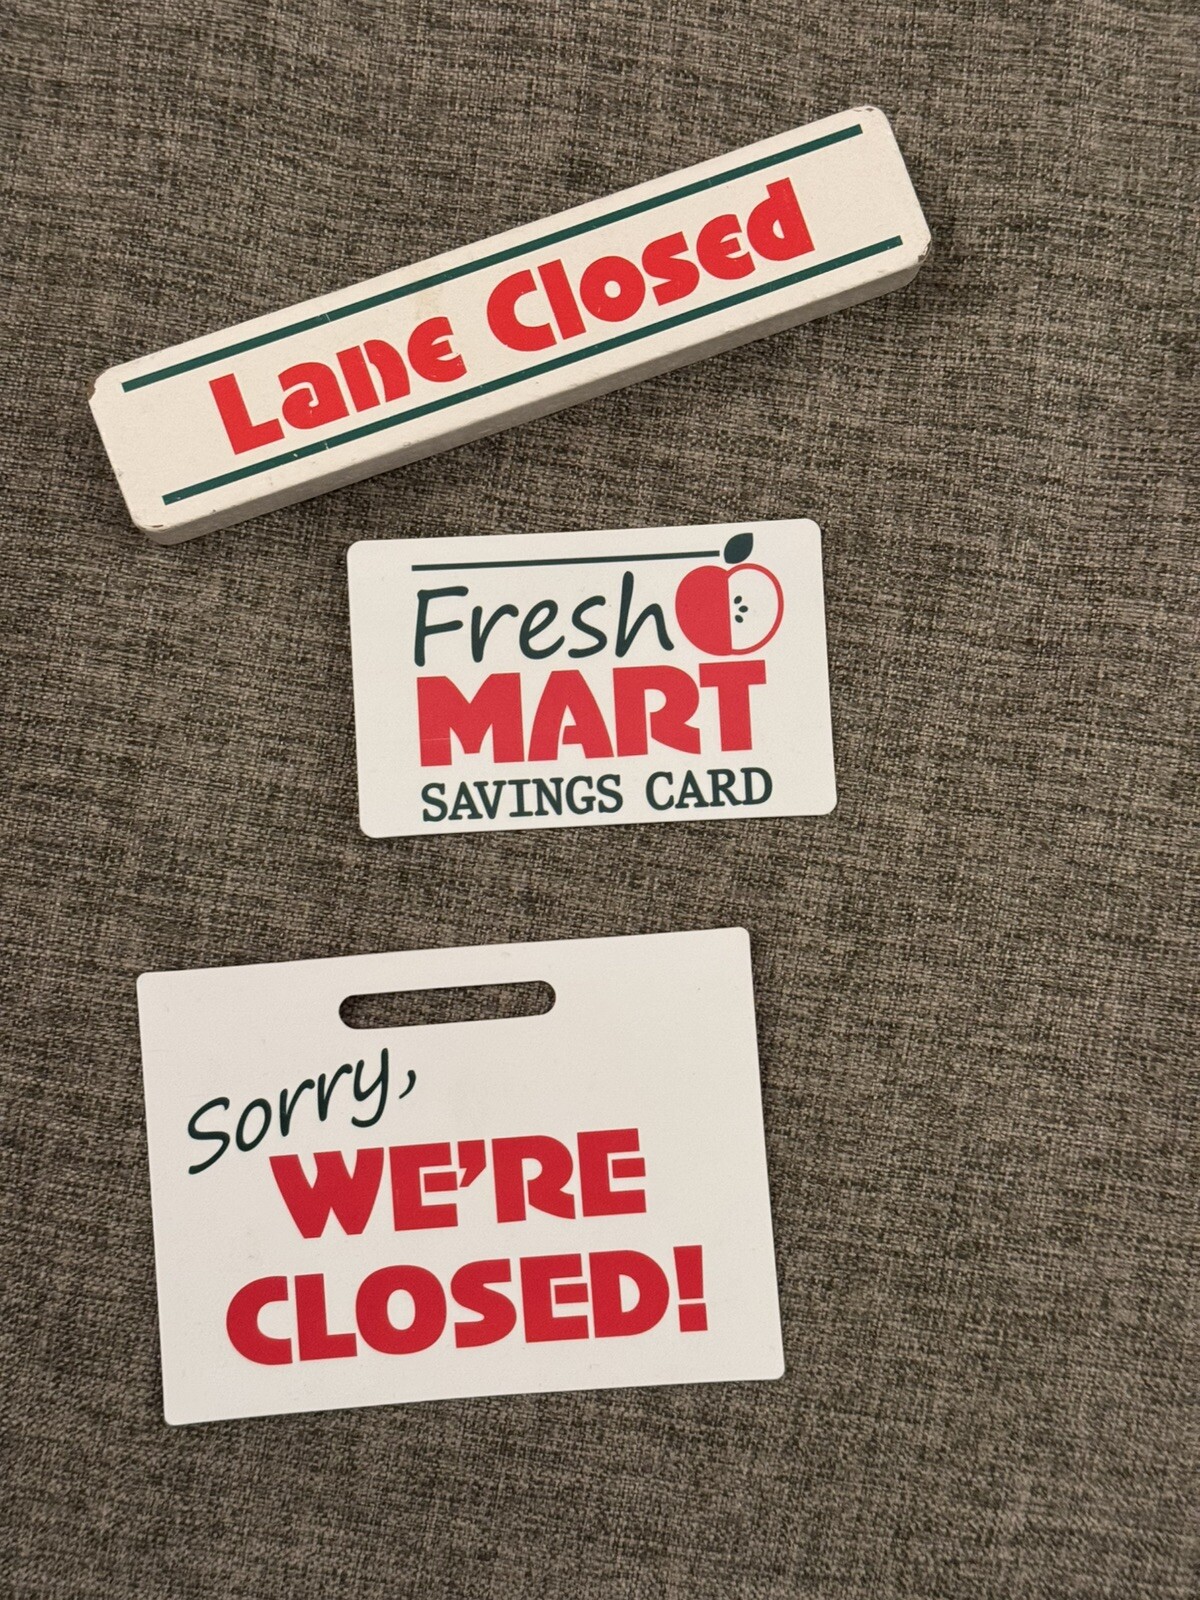 Lane Closed
Fresh
MART
SAVINGS CARD
Sorry,
WE'RE
CLOSED!